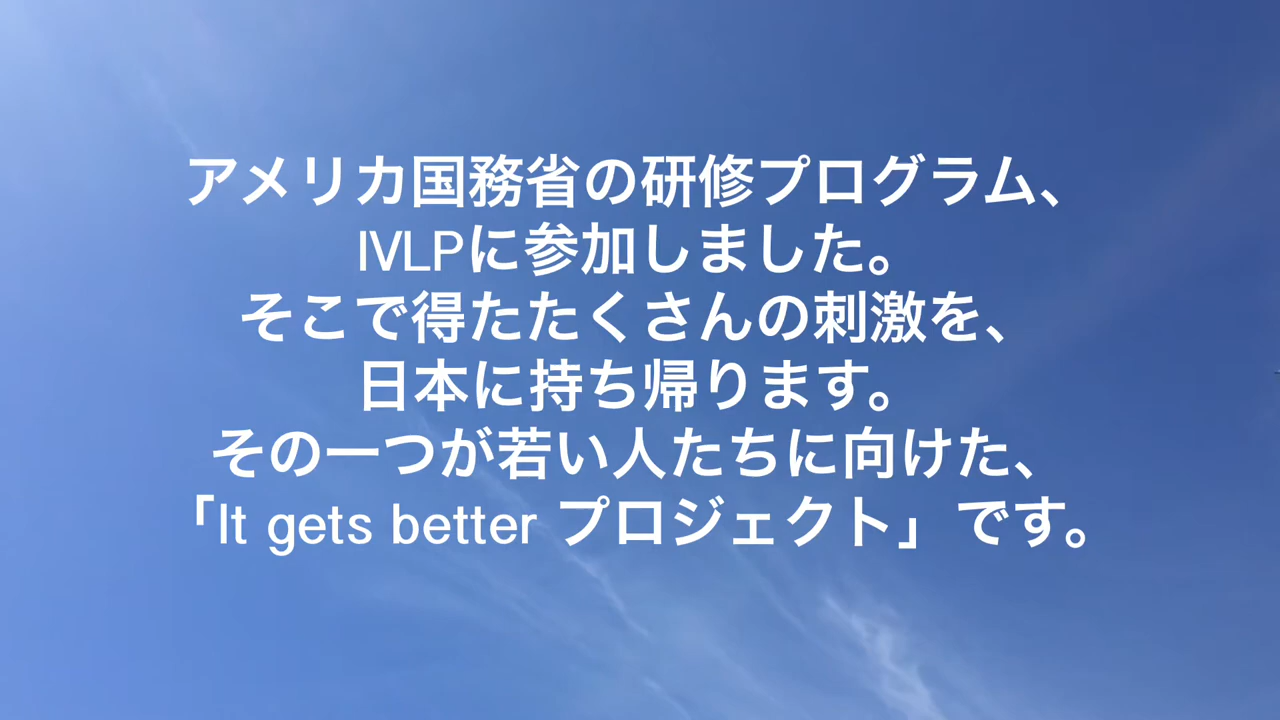 アメリカ国務省の研修プログラム、
IVLPに参加しました。
そこで得たたくさんの刺激を、
日本に持ち帰ります。
その一つが若い人たちに向けた、
「It gets better プロジェクト」です。